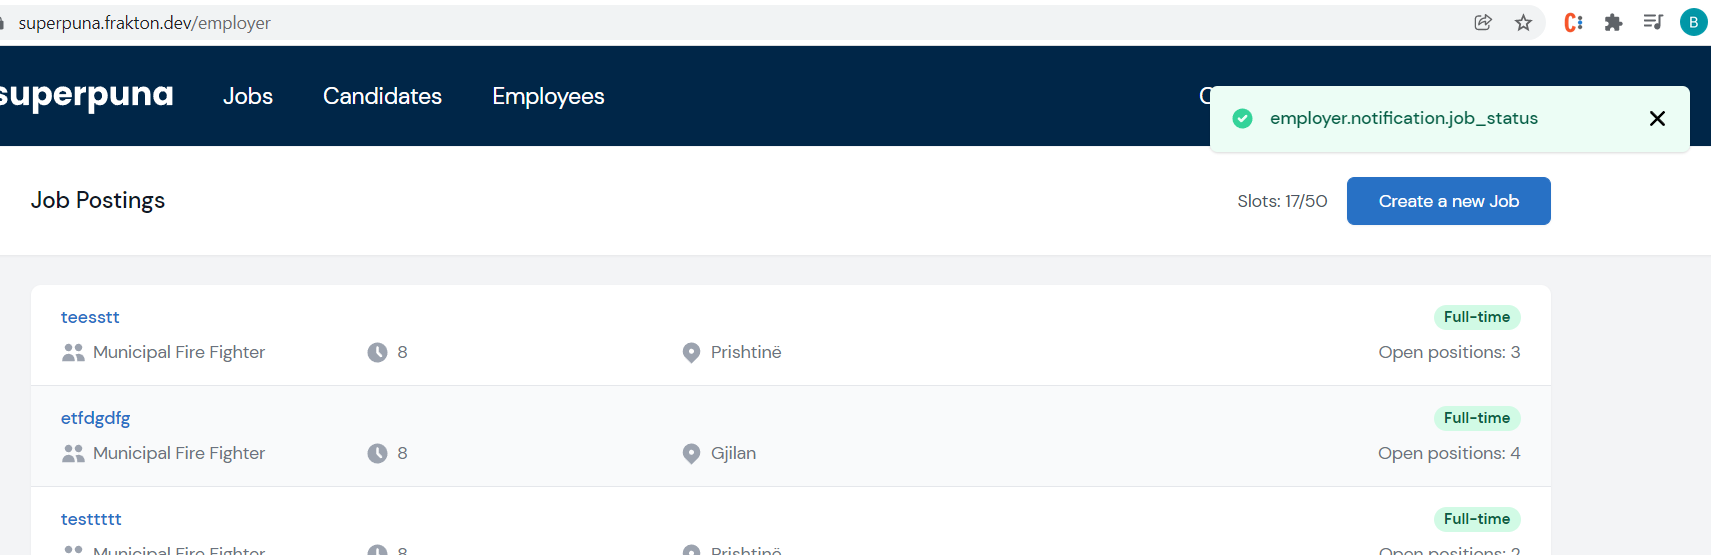 superpuna.frakton.dev/employer
B
superpuna Jobs Candidates Employees
employer.notification.job_status
Job Postings Slots: 17/50 Create a new Job
teesstt Full-time
Municipal Fire Fighter 8 Prishtinë Open positions: 3
etfdgdfg Full-time
Municipal Fire Fighter 8 Gjilan Open positions: 4
testtttt Full-time
Municipal Fire Fighter 8 Prishtinë Open positions: 2